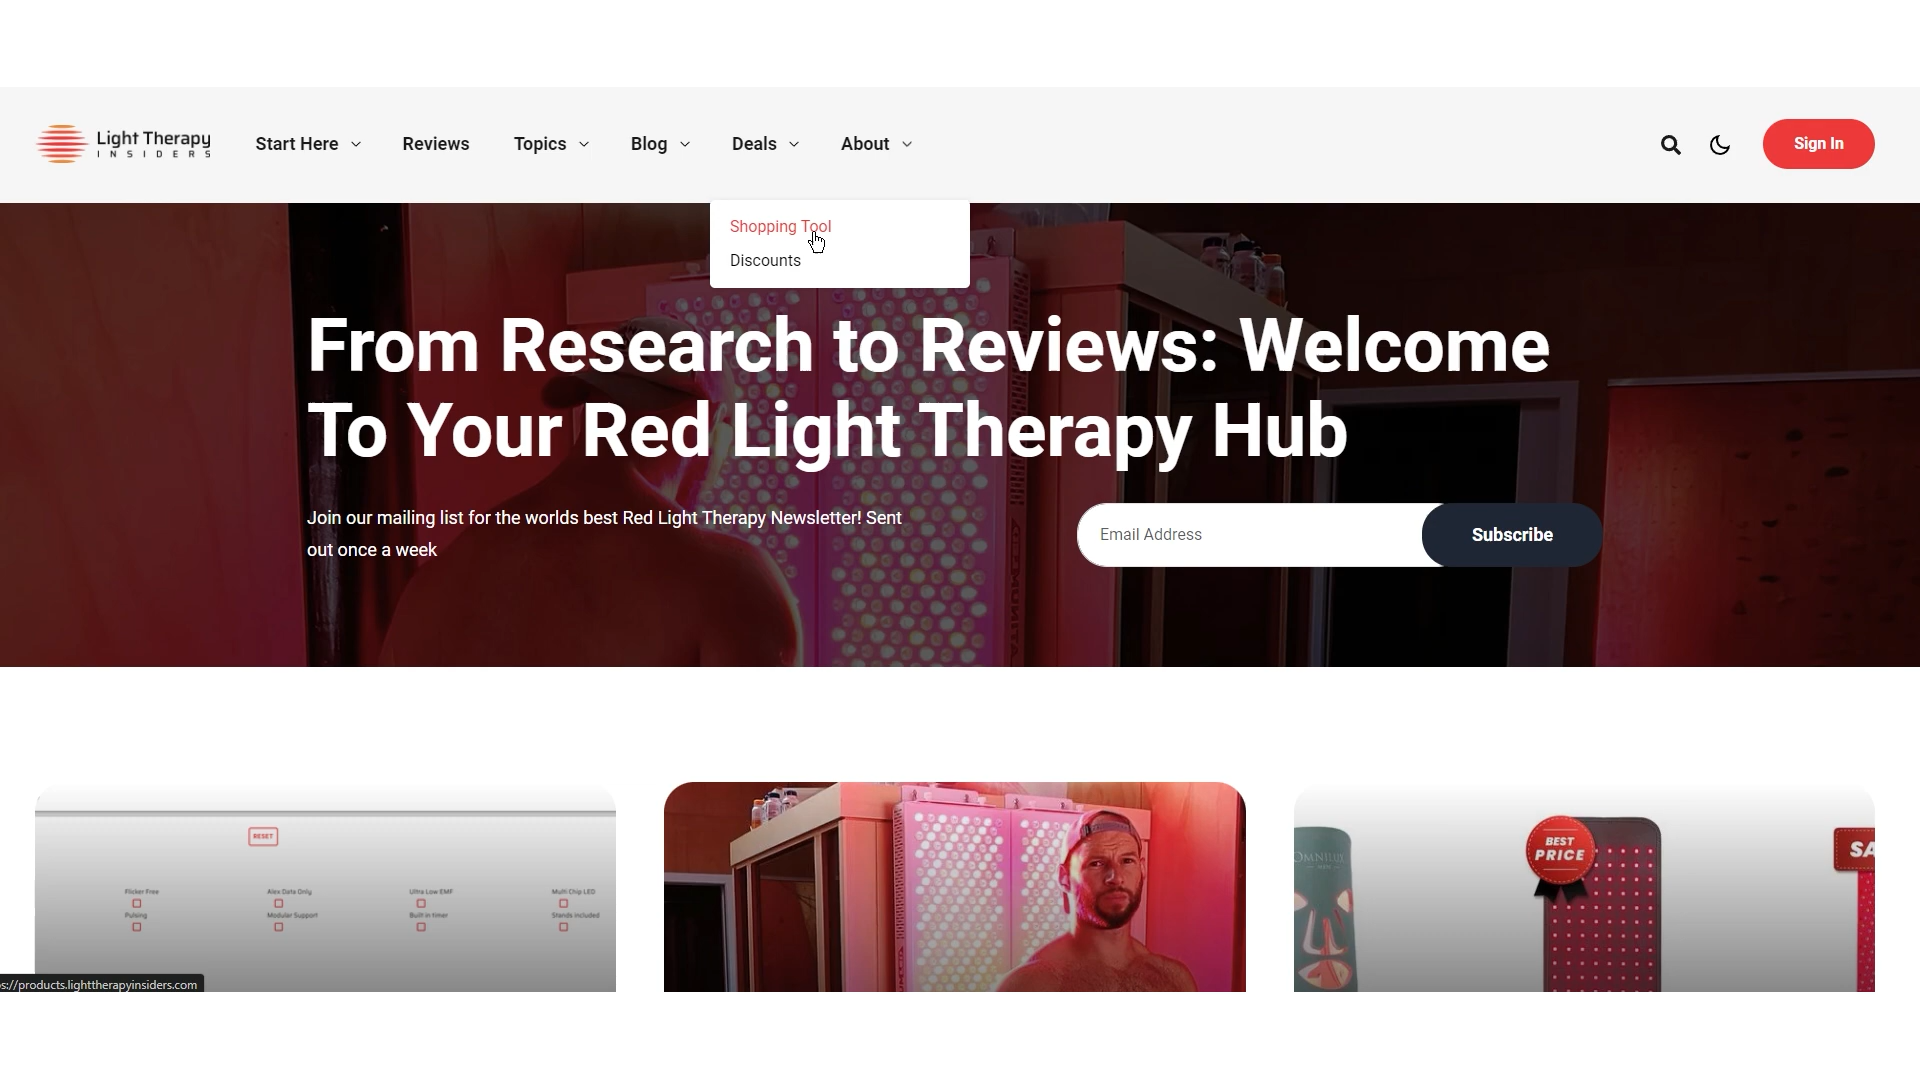 Light Therapy
INSIDERS
Start Here
Reviews
Topics
Blog
Deals
About
Sign In
Shopping Tool
Discounts
From Research to Reviews: Welcome
To Your Red Light Therapy Hub
Join our mailing list for the worlds best Red Light Therapy Newsletter! Sent
out once a week
Email Address
Subscribe
RESET
Flicker Free
Alex Data Only
Ultra Low EMF
Multi Chip LED
Pulsing
Modular Support
Built in timer
Stands included
OMNILUX
MEN
BEST
PRICE
SA
s://products.lighttherapyinsiders.com